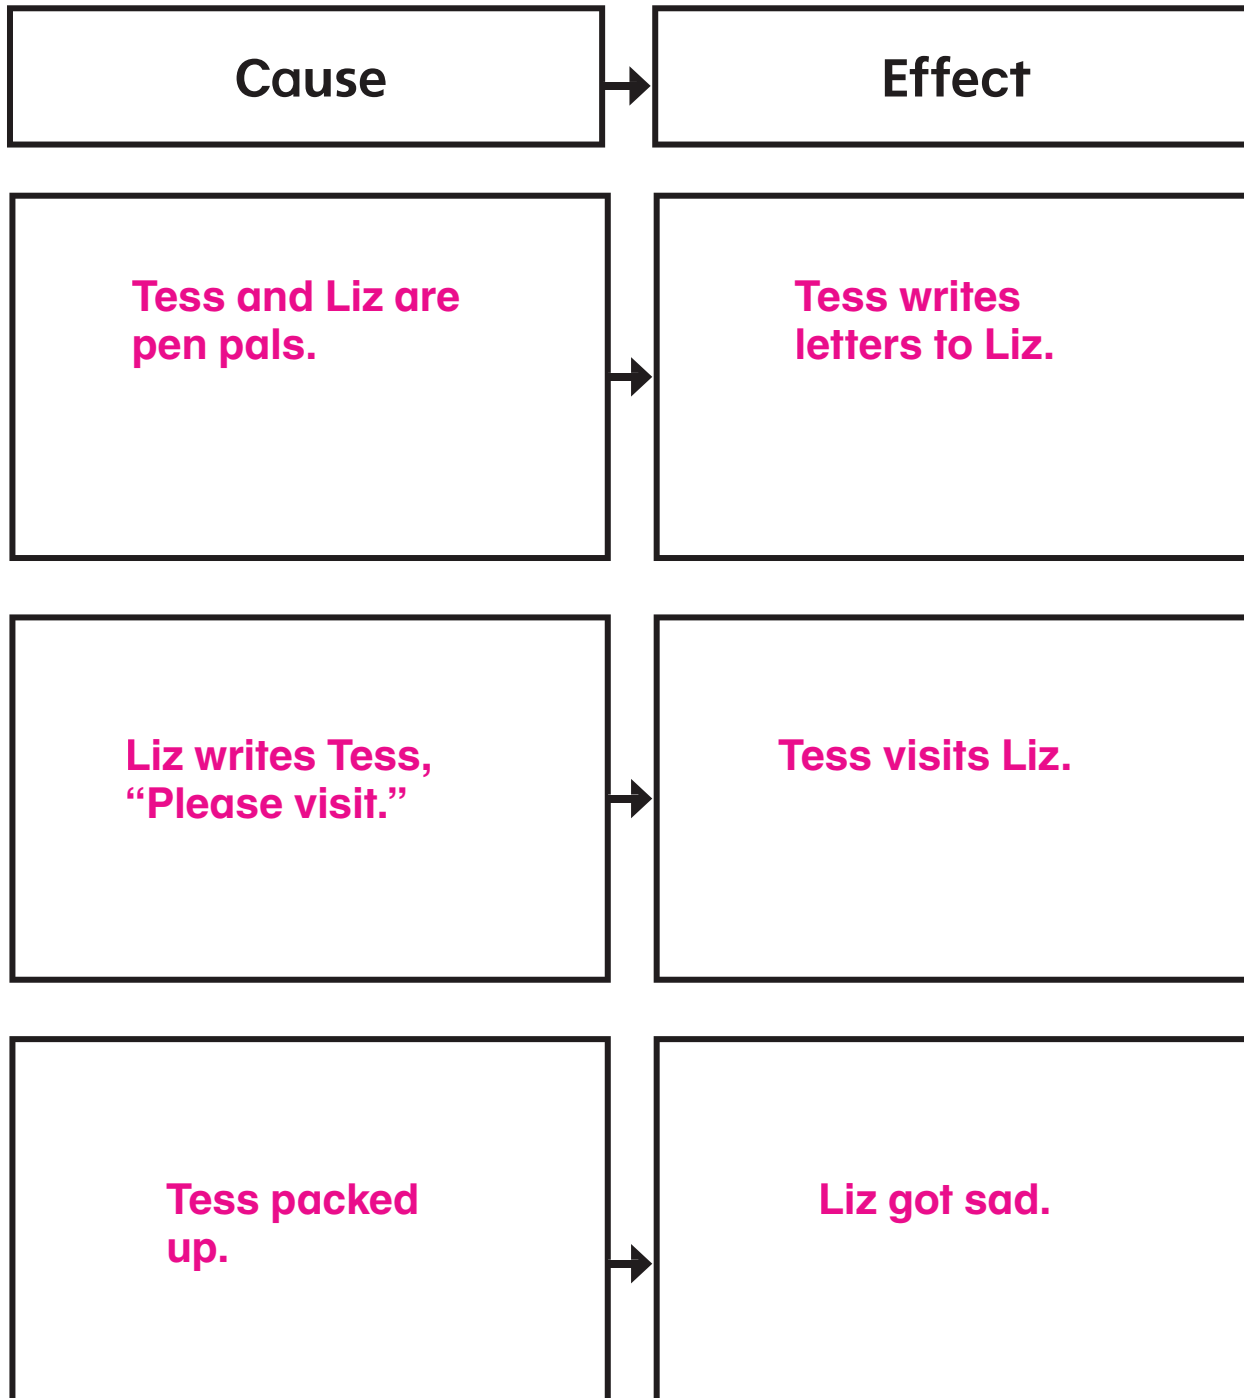 Cause
Effect
Tess and Liz are
pen pals.
Tess writes
letters to Liz.
Liz writes Tess,
“Please visit.”
Tess visits Liz.
Tess packed
up.
Liz got sad.